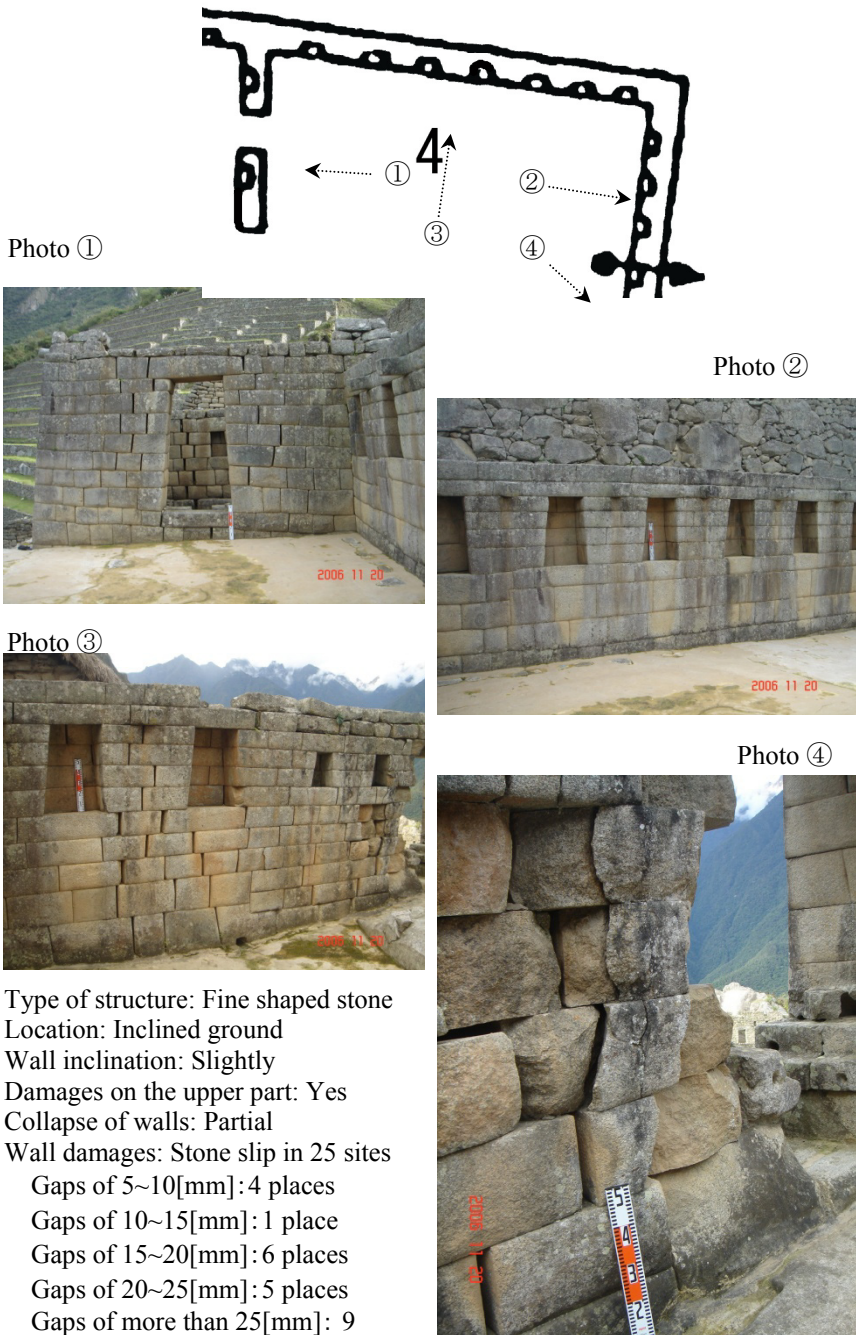 4
①
②
③
④
Photo ①
Photo ②
2006 11 20
2006 11 20
Photo ③
2006 11 20
Photo ④
5
4
3
2
2006 11 20
Type of structure: Fine shaped stone
Location: Inclined ground
Wall inclination: Slightly
Damages on the upper part: Yes
Collapse of walls: Partial
Wall damages: Stone slip in 25 sites
Gaps of 5~10[mm]: 4 places
Gaps of 10~15[mm]: 1 place
Gaps of 15~20[mm]: 6 places
Gaps of 20~25[mm]: 5 places
Gaps of more than 25[mm]: 9